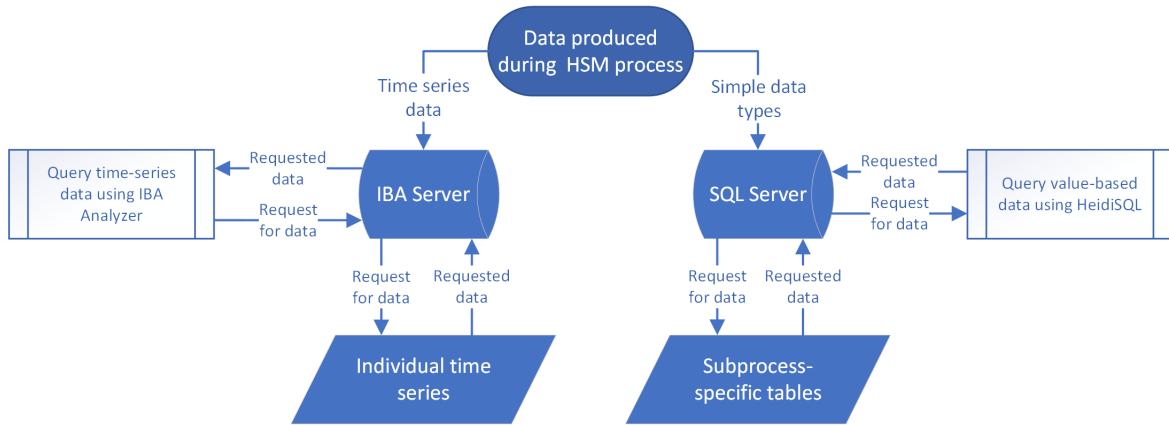 Data produced
during HSM process
Time series
data
Simple data
types
Query time-series
data using IBA
Analyzer
Requested
data
Request
for data
IBA Server
SQL Server
Requested
data
Request
for data
Query value-based
data using HeidiSQL
Request
for data
Requested
data
Request
for data
Requested
data
Individual time
series
Subprocess-
specific tables